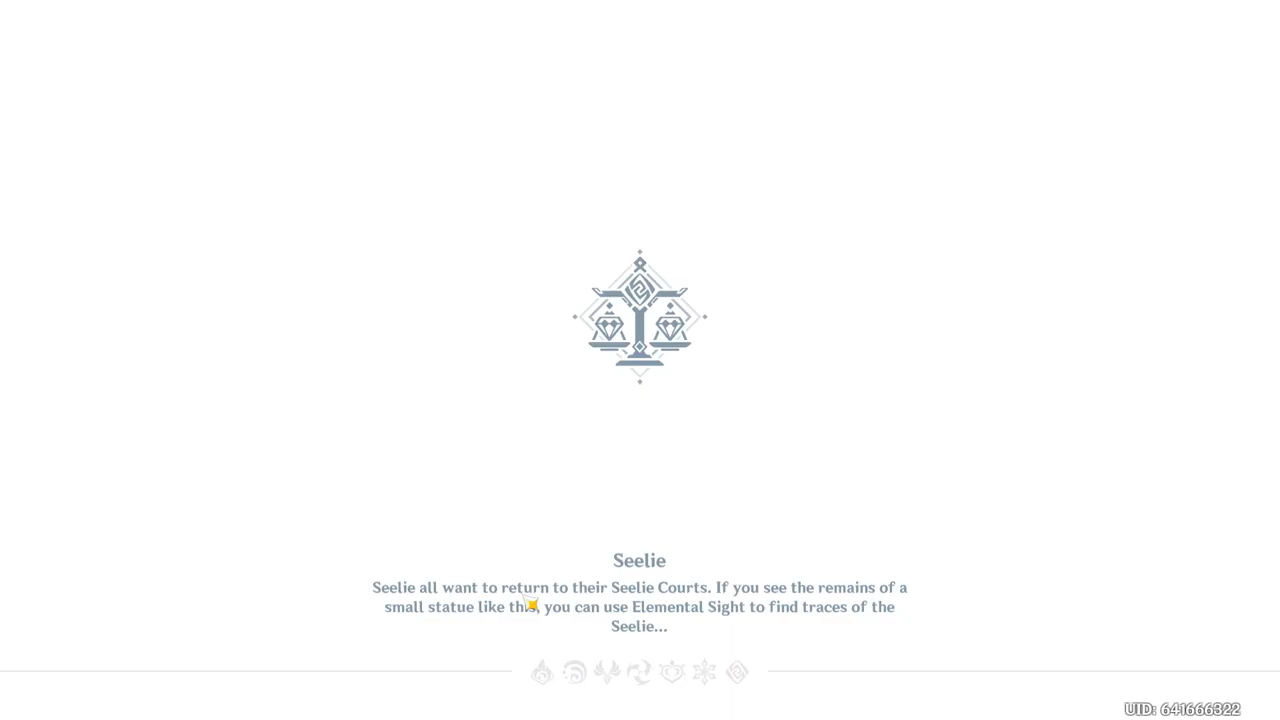 Seelie
Seelie all want to return to their Seelie Courts. If you see the remains of a
small statue like this, you can use Elemental Sight to find traces of the
Seelie...
UID: 641666322